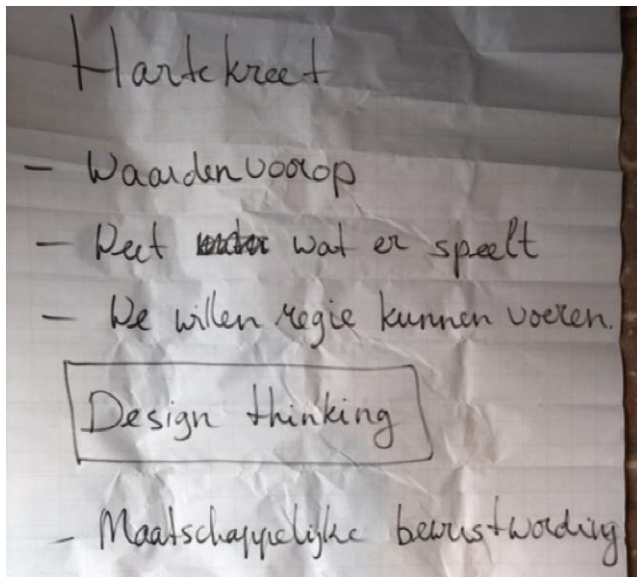 Hartekreet
- Waarden voorop
- Weet wat er speelt
- We willen regie kunnen voeren.
Design thinking
- Maatschappelijke bewustwording